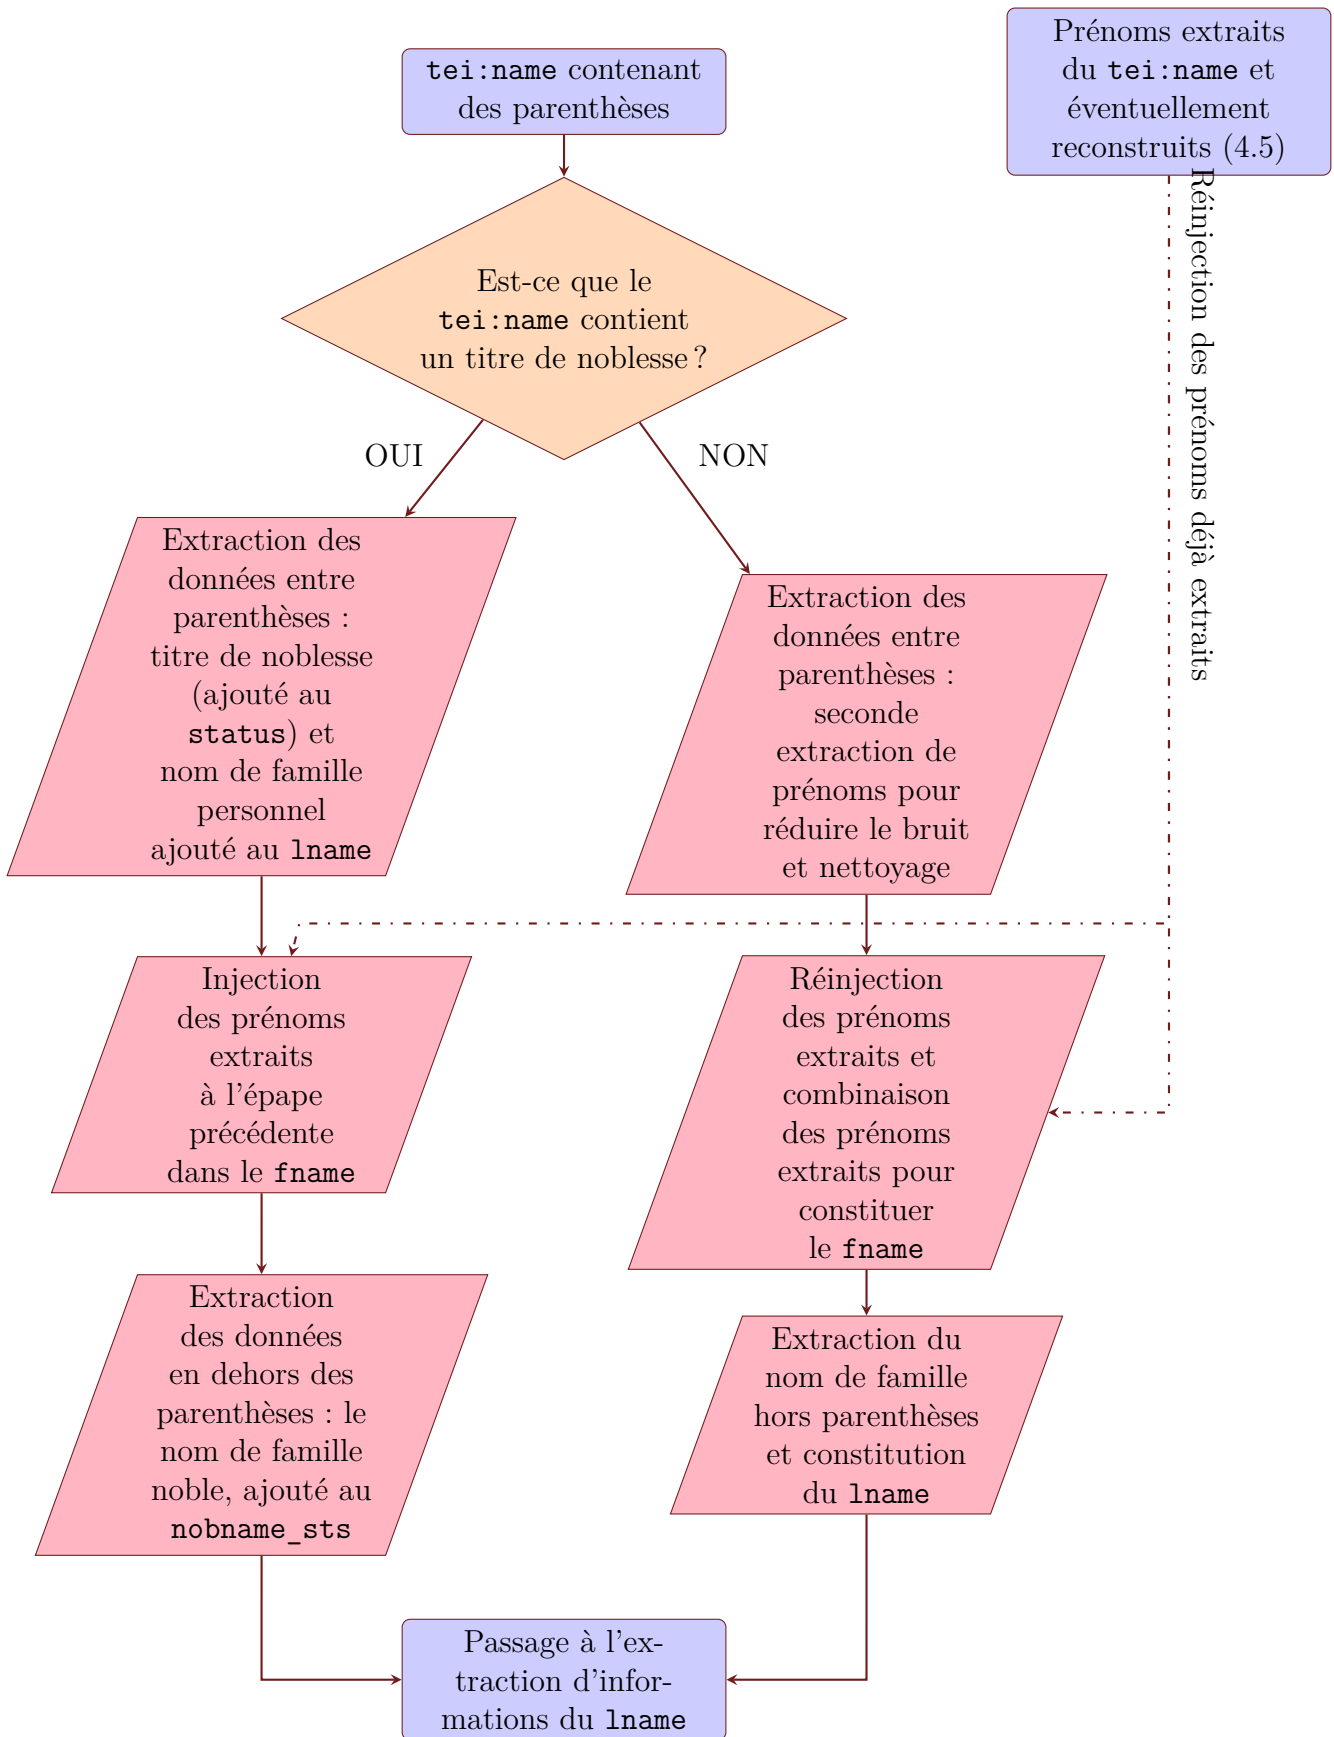 tei:name contenant
des parenthèses
Prénoms extraits
du tei:name et
éventuellement
reconstruits (4.5)
Réinjection des prénoms déjà extraits
Est-ce que le
tei:name contient
un titre de noblesse ?
OUI
NON
Extraction des
données entre
parenthèses :
titre de noblesse
(ajouté au
status) et
nom de famille
personnel
ajouté au lname
Extraction des
données entre
parenthèses :
seconde
extraction de
prénoms pour
réduire le bruit
et nettoyage
Injection
des prénoms
extraits
à l'épape
précédente
dans le fname
Réinjection
des prénoms
extraits et
combinaison
des prénoms
extraits pour
constituer
le fname
Extraction
des données
en dehors des
parenthèses : le
nom de famille
noble, ajouté au
nobname_sts
Extraction du
nom de famille
hors parenthèses
et constitution
du lname
Passage à l'ex-
traction d'infor-
mations du lname